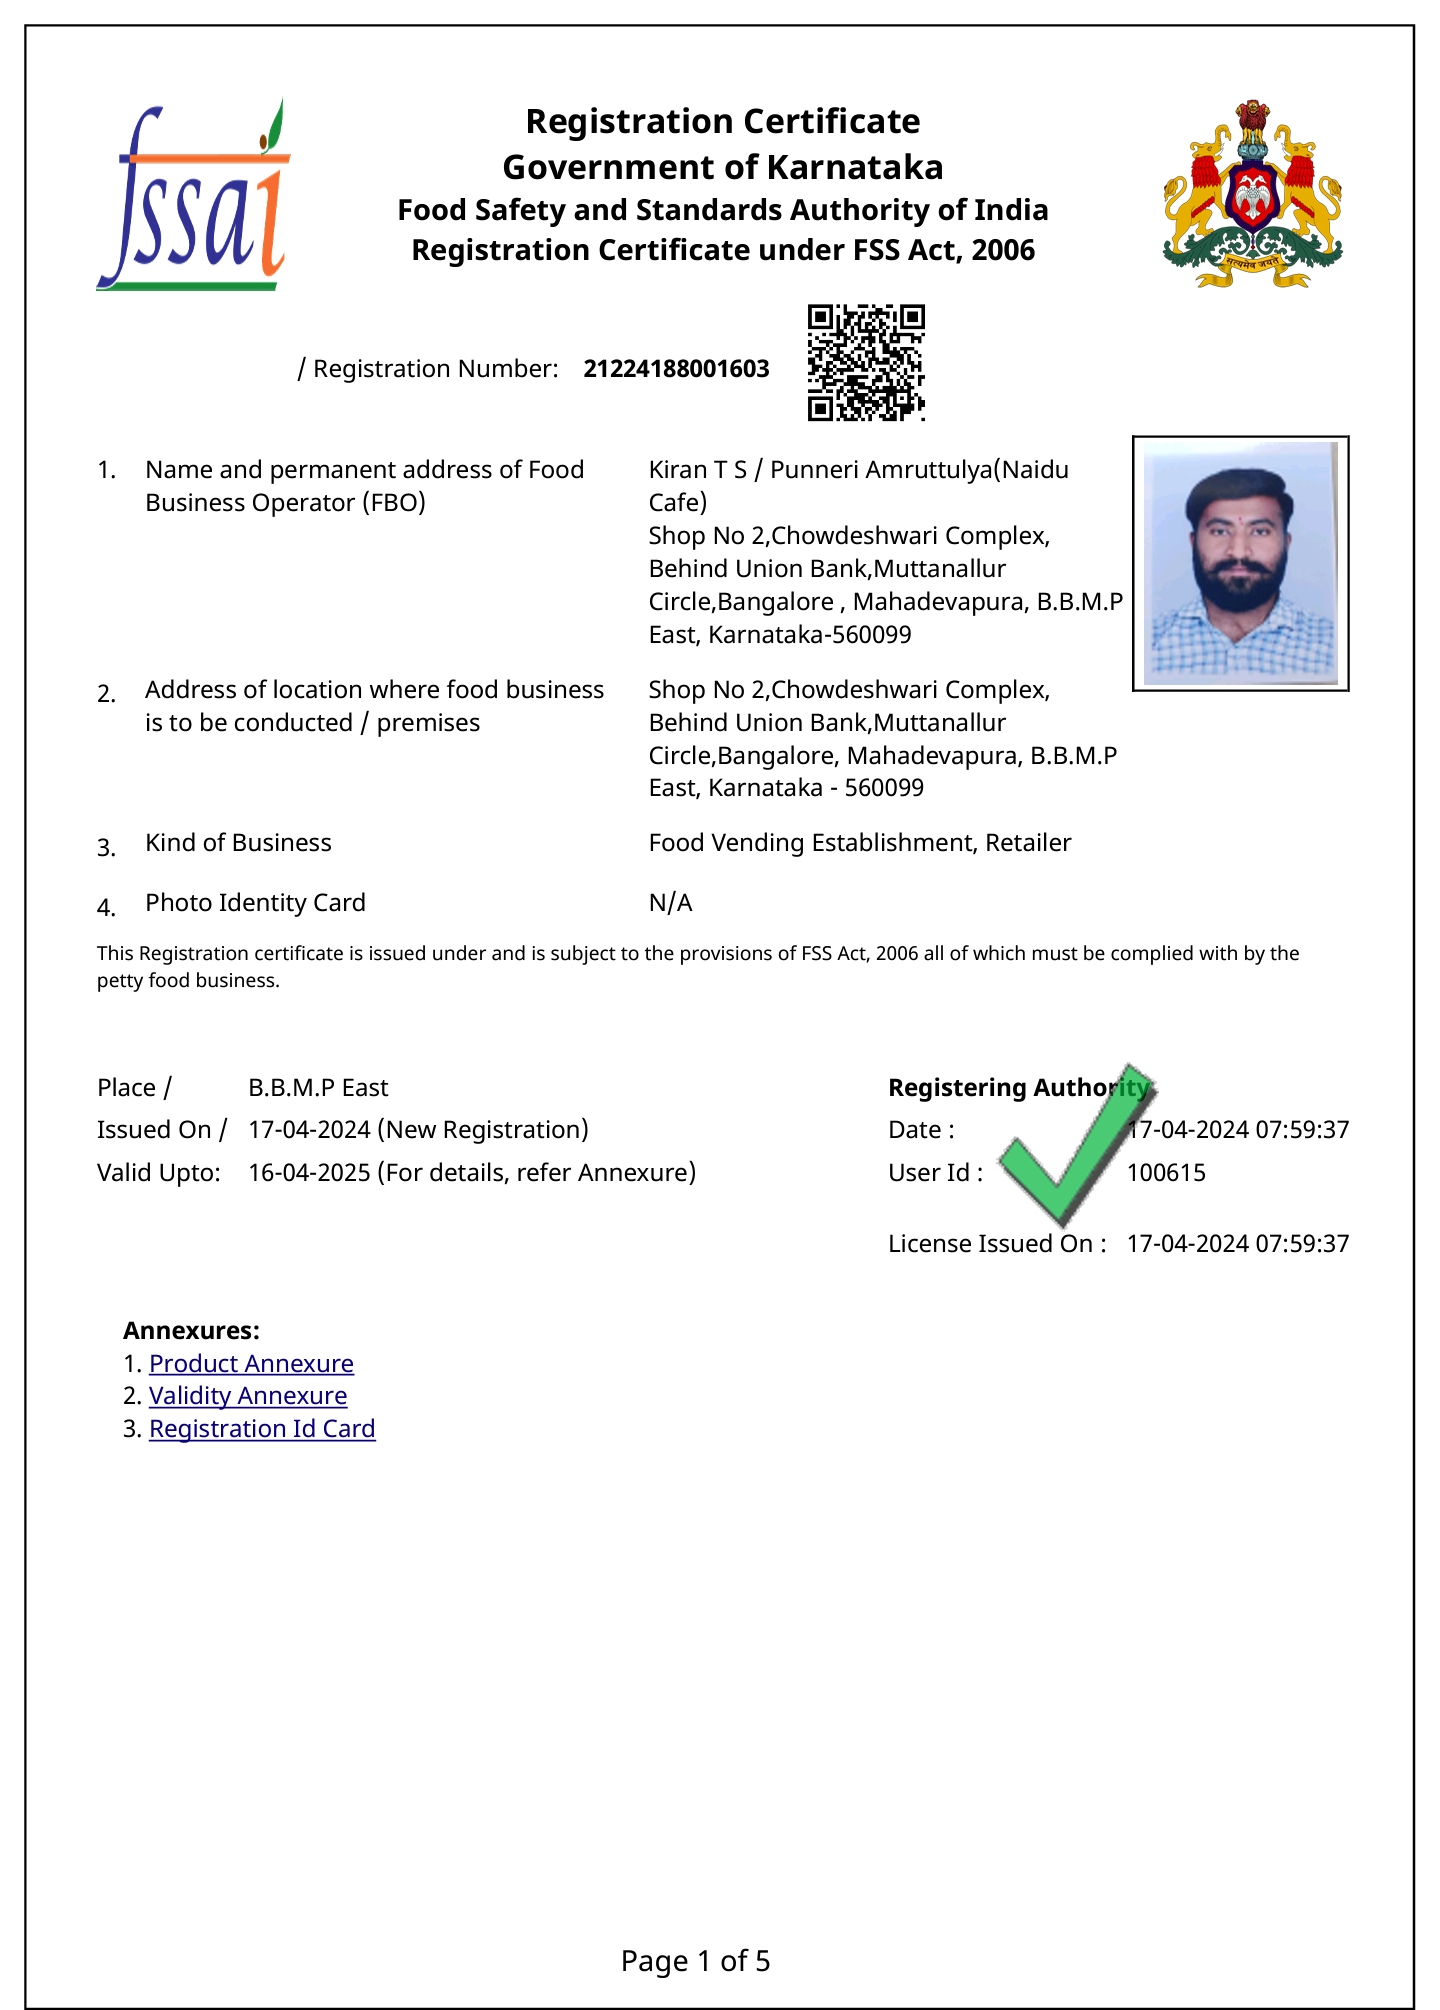 fssai
Registration Certificate
Government of Karnataka
Food Safety and Standards Authority of India
Registration Certificate under FSS Act, 2006
सत्यमेव जयते
/ Registration Number: 21224188001603
1. Name and permanent address of Food Business Operator (FBO)
Kiran T S / Punneri Amruttulya(Naidu
Cafe)
Shop No 2,Chowdeshwari Complex,
Behind Union Bank,Muttanallur
Circle,Bangalore , Mahadevapura, B.B.M.P
East, Karnataka-560099
2. Address of location where food business
is to be conducted / premises
Shop No 2,Chowdeshwari Complex,
Behind Union Bank,Muttanallur
Circle,Bangalore, Mahadevapura, B.B.M.P
East, Karnataka - 560099
3. Kind of Business Food Vending Establishment, Retailer
4. Photo Identity Card N/A
This Registration certificate is issued under and is subject to the provisions of FSS Act, 2006 all of which must be complied with by the
petty food business.
Place / B.B.M.P East
Issued On / 17-04-2024 (New Registration)
Valid Upto: 16-04-2025 (For details, refer Annexure)
Registering Authority
Date : 17-04-2024 07:59:37
User Id : 100615
License Issued On : 17-04-2024 07:59:37
Annexures:
1. Product Annexure
2. Validity Annexure
3. Registration Id Card
Page 1 of 5